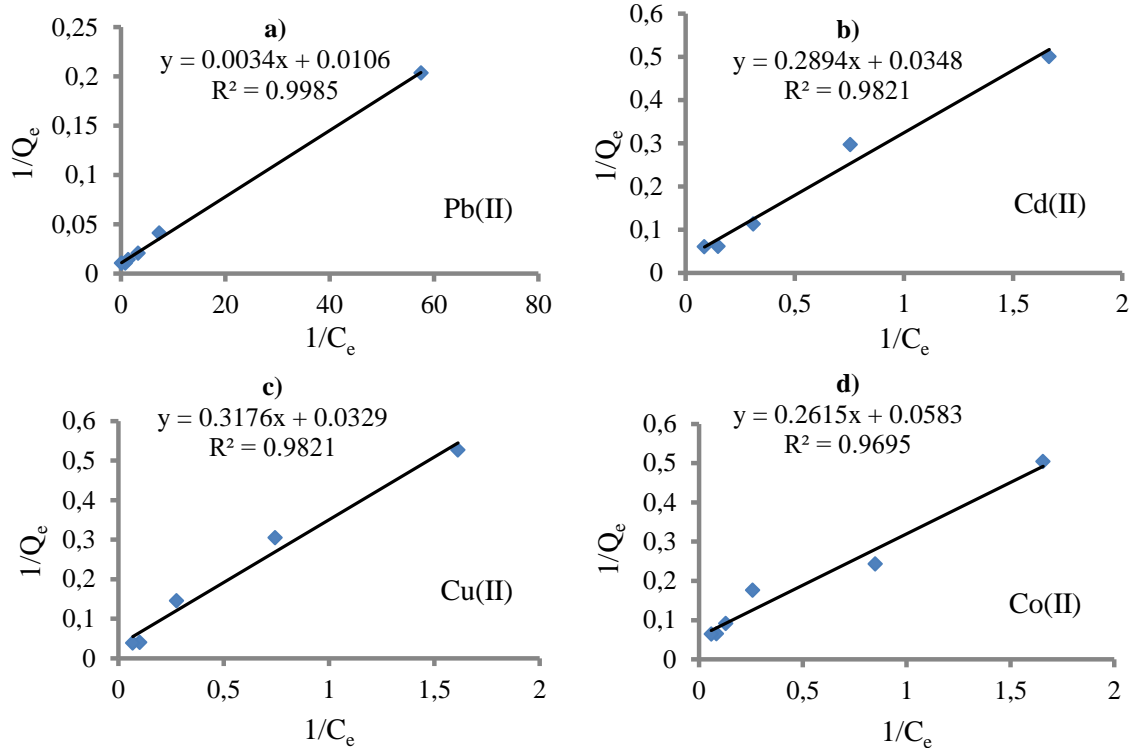 a)
y = 0.0034x + 0.0106
R² = 0.9985
0,25
0,2
0,15
0,1
0,05
0
1/Qₑ
Pb(II)
0 20 40 60 80
1/Cₑ
b)
y = 0.2894x + 0.0348
R² = 0.9821
0,6
0,5
0,4
0,3
0,2
0,1
0
1/Qₑ
Cd(II)
0 0,5 1 1,5 2
1/Cₑ
c)
y = 0.3176x + 0.0329
R² = 0.9821
0,6
0,5
0,4
0,3
0,2
0,1
0
1/Qₑ
Cu(II)
0 0,5 1 1,5 2
1/Cₑ
d)
y = 0.2615x + 0.0583
R² = 0.9695
0,6
0,5
0,4
0,3
0,2
0,1
0
1/Qₑ
Co(II)
0 0,5 1 1,5 2
1/Cₑ